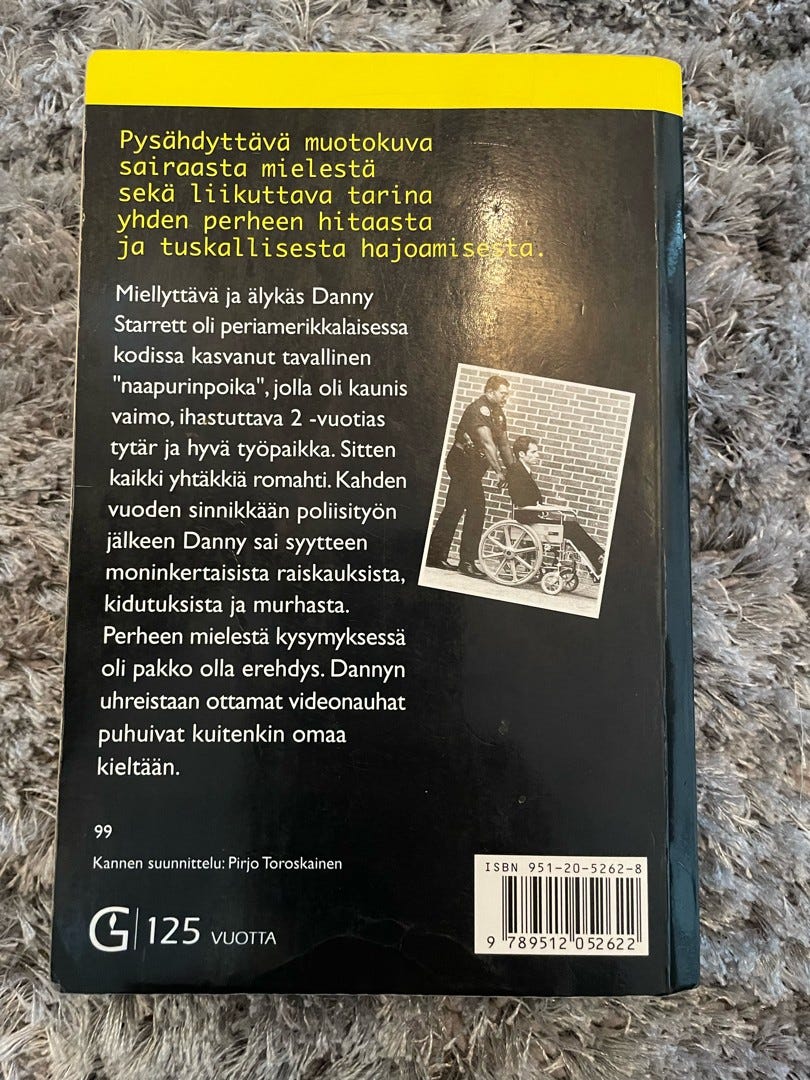 Pysähdyttävä muotokuva
sairaasta mielestä
sekä liikuttava tarina
yhden perheen hitaasta
ja tuskallisesta hajoamisesta.
Miellyttävä ja älykäs Danny
Starrett oli periamerikkalaisessa
kodissa kasvanut tavallinen
"naapurinpoika", jolla oli kaunis
vaimo, ihastuttava 2 -vuotias
tytär ja hyvä työpaikka. Sitten
kaikki yhtäkkiä romahti. Kahden
vuoden sinnikkään poliisityön
jälkeen Danny sai syytteen
moninkertaisista raiskauksista,
kidutuksista ja murhasta.
Perheen mielestä kysymyksessä
oli pakko olla erehdys. Dannyn
uhreistaan ottamat videonauhat
puhuivat kuitenkin omaa
kieltään.
99
Kannen suunnittelu: Pirjo Toroskainen
G 125 VUOTTA
ISBN 951-20-5262-8
9 789512 052622